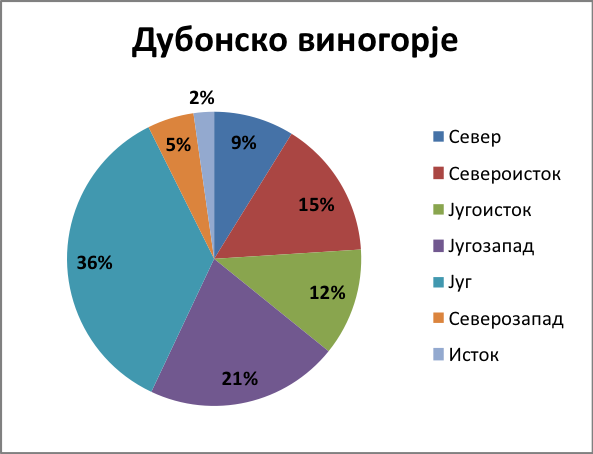 Дубонско виногорје
2%
9%
5%
15%
36%
12%
21%
Север
Североисток
Југоисток
Југозапад
Југ
Северозапад
Исток